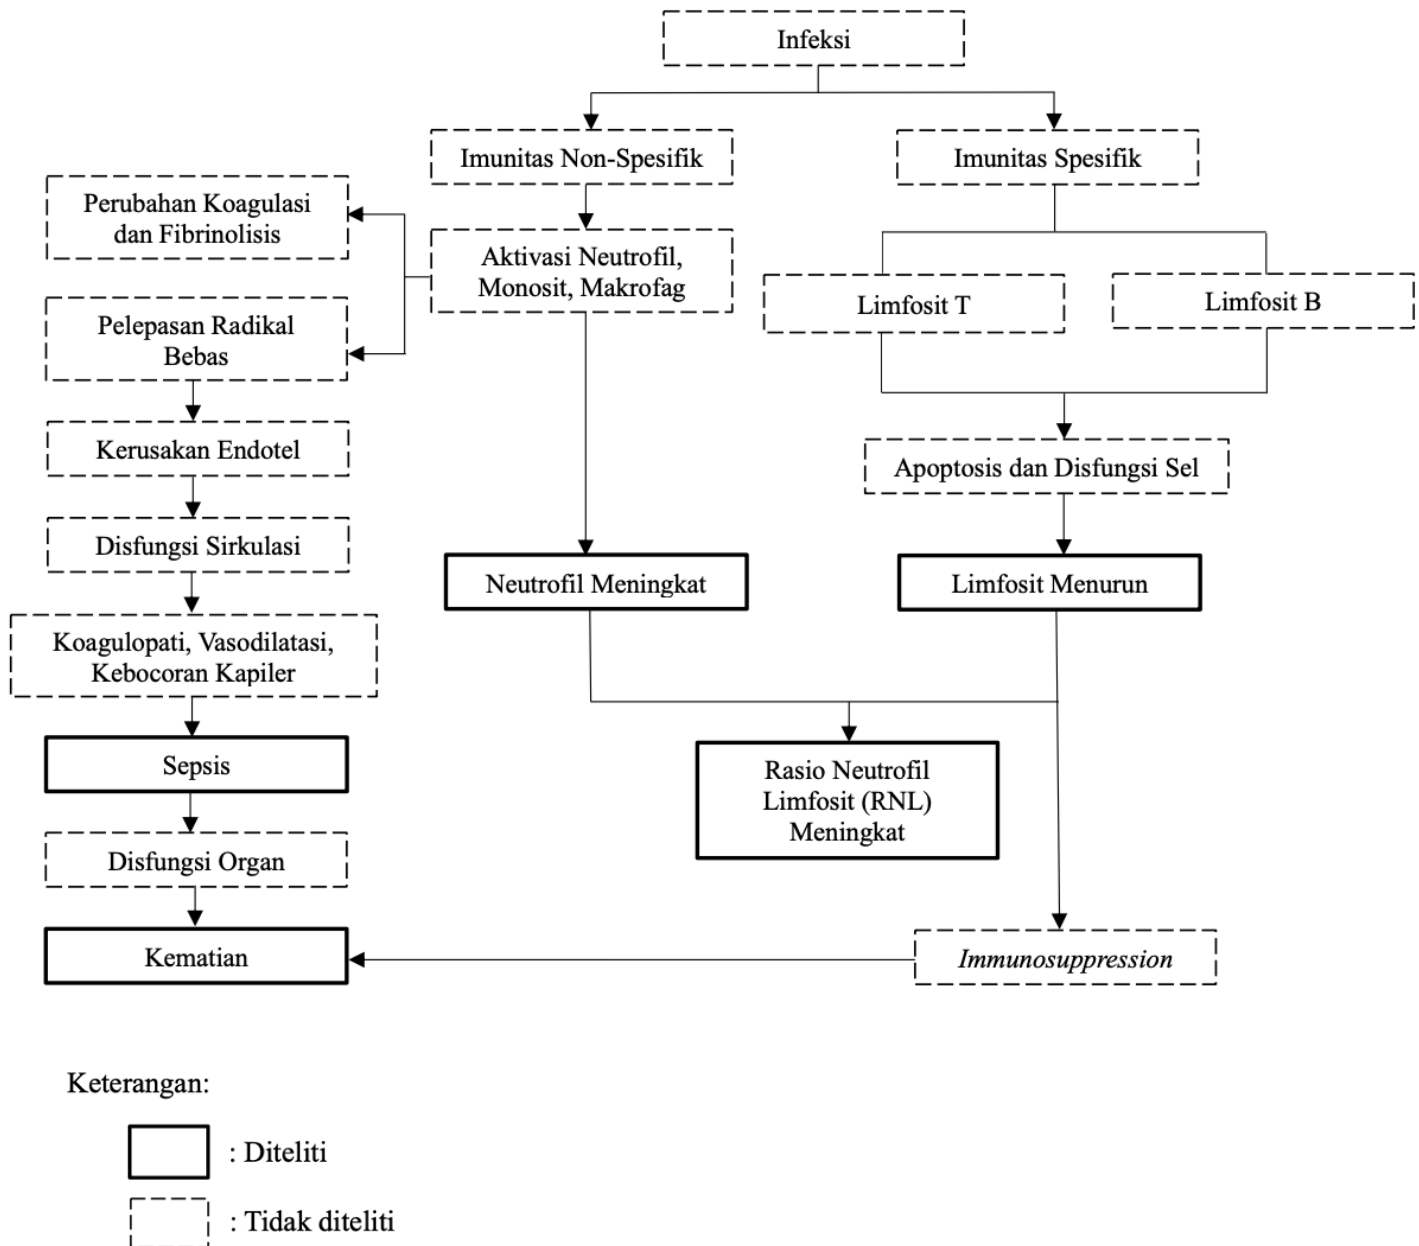 Infeksi
Imunitas Non-Spesifik
Imunitas Spesifik
Perubahan Koagulasi
dan Fibrinolisis
Aktivasi Neutrofil,
Monosit, Makrofag
Limfosit T
Limfosit B
Pelepasan Radikal
Bebas
Kerusakan Endotel
Apoptosis dan Disfungsi Sel
Disfungsi Sirkulasi
Neutrofil Meningkat
Limfosit Menurun
Koagulopati, Vasodilatasi,
Kebocoran Kapiler
Sepsis
Rasio Neutrofil
Limfosit (RNL)
Meningkat
Disfungsi Organ
Kematian
Immunosuppression
Keterangan:
: Diteliti
: Tidak diteliti